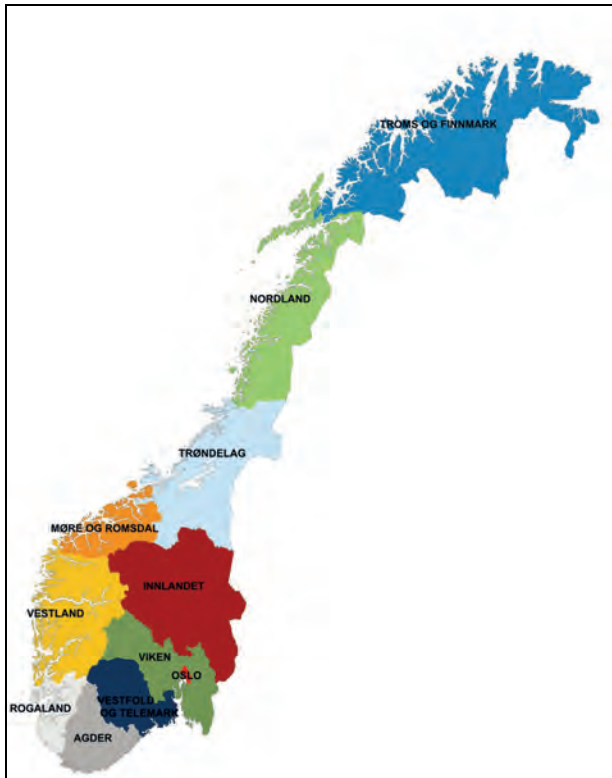 TROMS OG FINNMARK
NORDLAND
TRØNDELAG
MØRE OG ROMSDAL
INNLANDET
VESTLAND
VIKEN
OSLO
VESTFOLD
OG TELEMARK
ROGALAND
AGDER